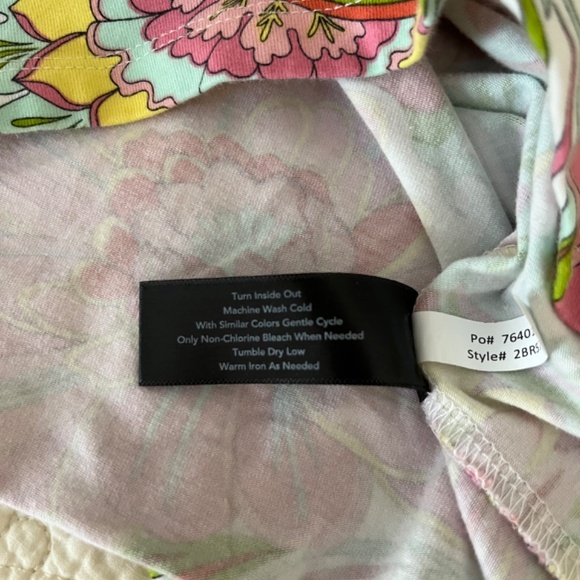 Turn Inside Out
Machine Wash Cold
With Similar Colors Gentle Cycle
Only Non-Chlorine Bleach When Needed
Tumble Dry Low
Warm Iron As Needed
Po# 7640
Style# 2BR5